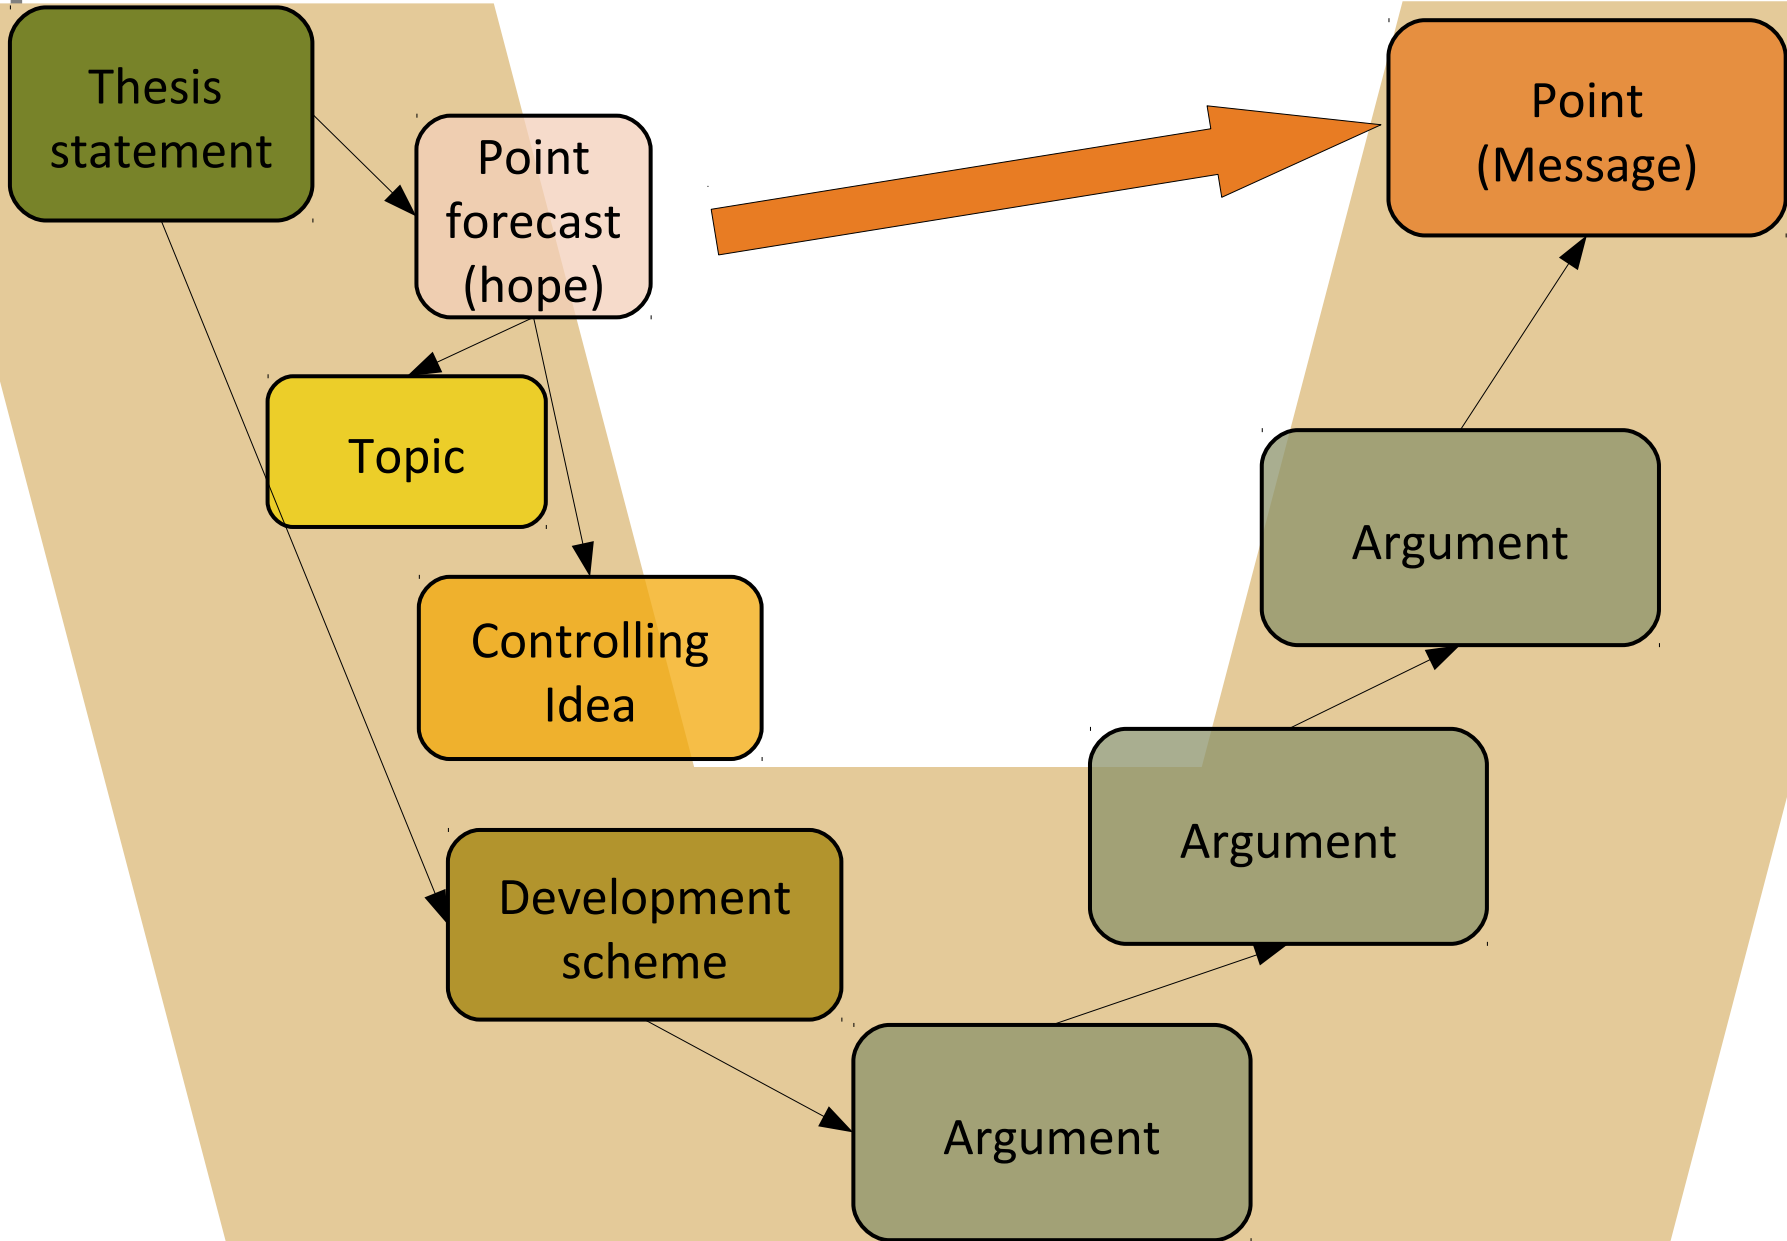 Thesis
statement
Point
forecast
(hope)
Point
(Message)
Topic
Controlling
Idea
Development
scheme
Argument
Argument
Argument